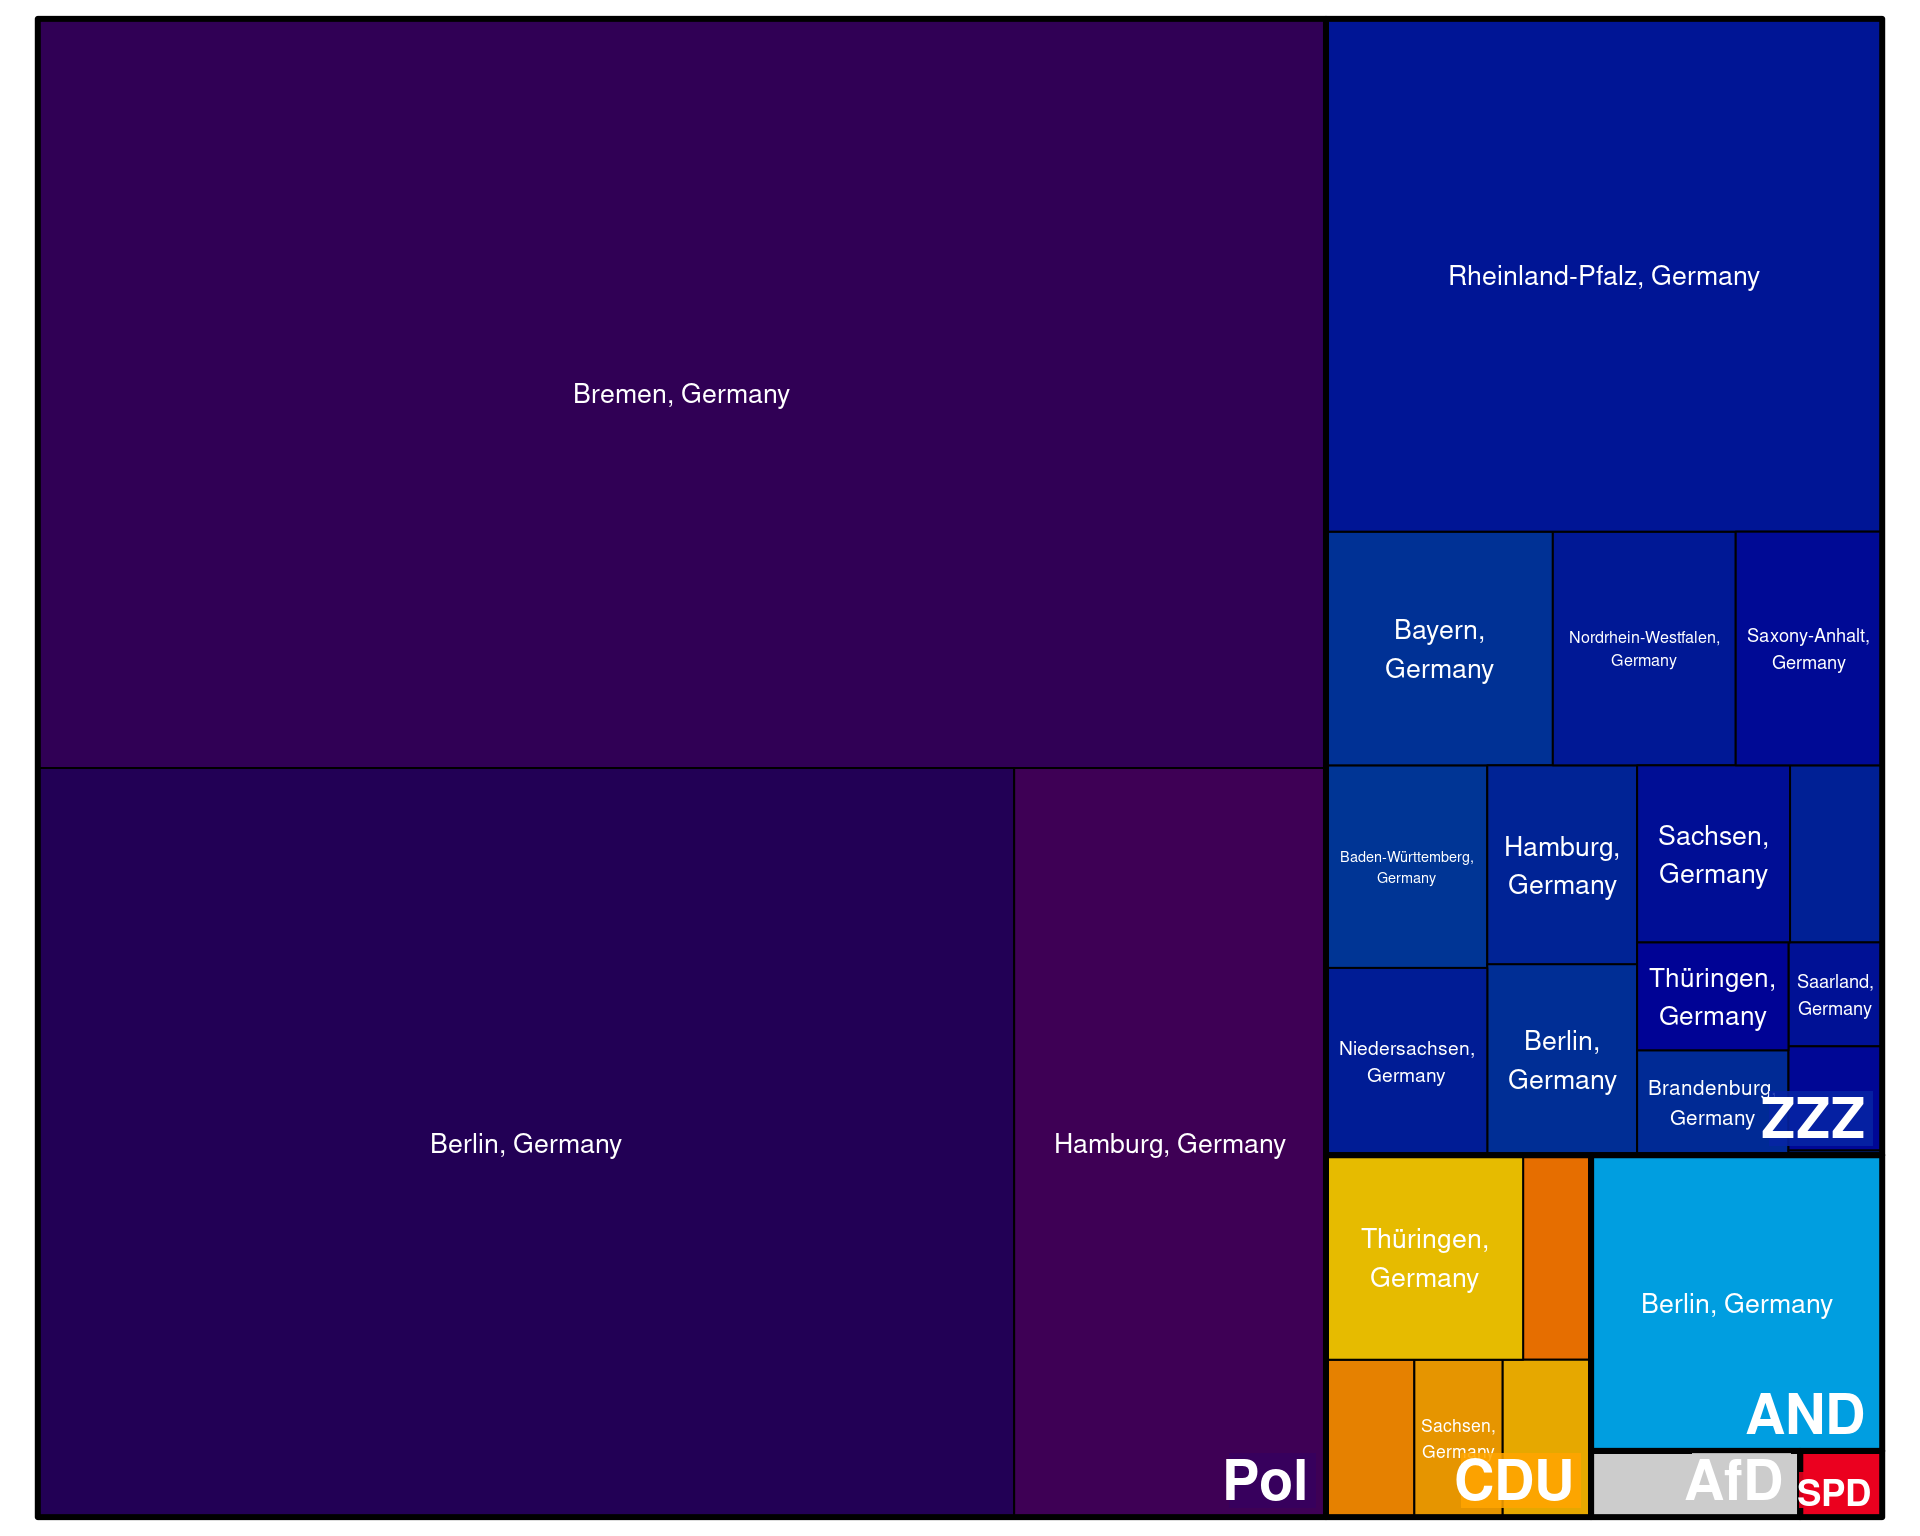 Bremen, Germany
Berlin, Germany
Hamburg, Germany
Pol
Rheinland-Pfalz, Germany
Bayern,
Germany
Nordrhein-Westfalen,
Germany
Saxony-Anhalt,
Germany
Baden-Württemberg,
Germany
Hamburg,
Germany
Sachsen,
Germany
Niedersachsen,
Germany
Berlin,
Germany
Thüringen,
Germany
Saarland,
Germany
Brandenburg,
Germany
ZZZ
Thüringen,
Germany
Sachsen,
Germany
CDU
Berlin, Germany
AND
AfD
SPD